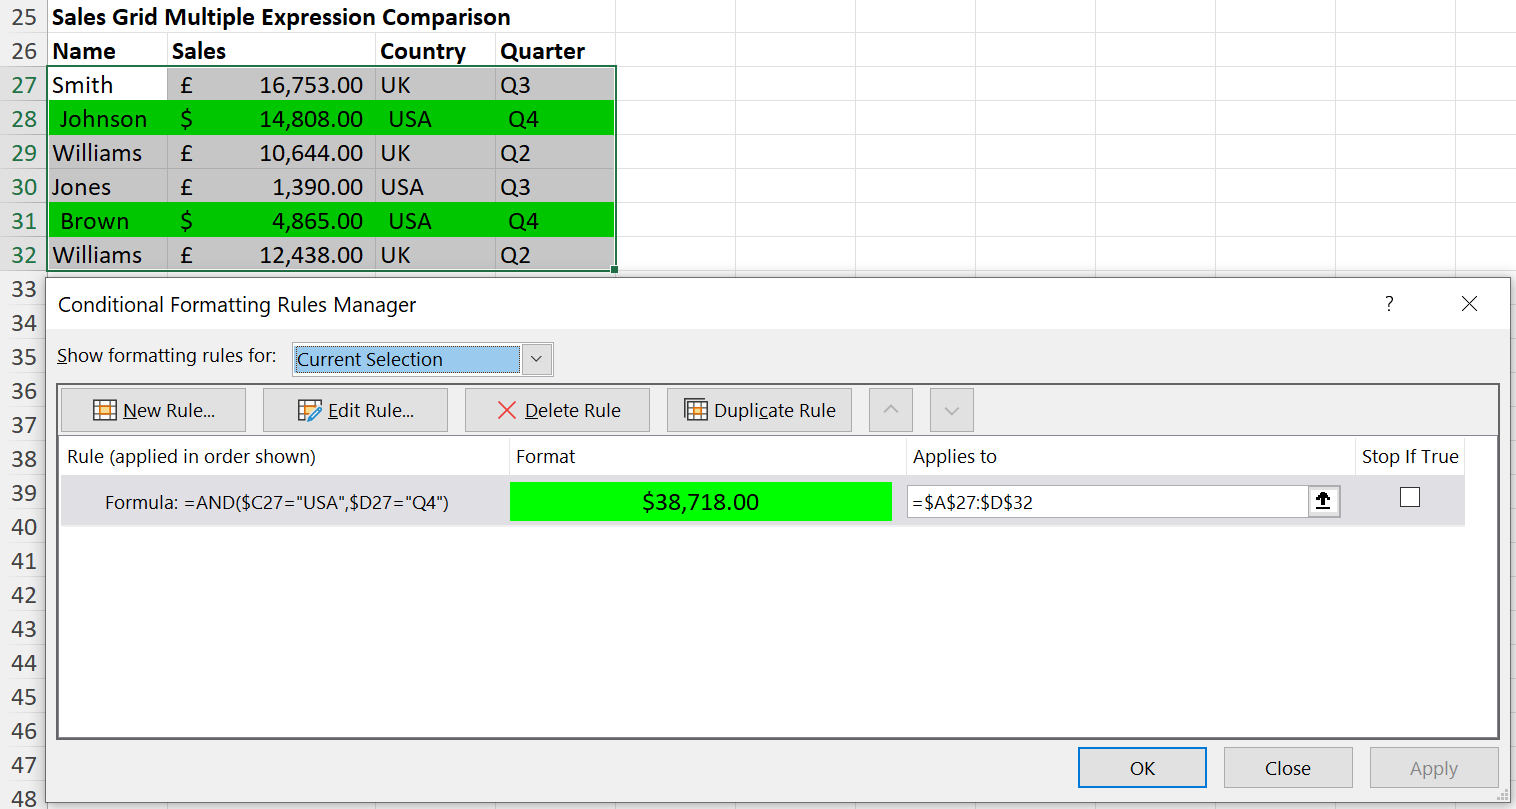 25 Sales Grid Multiple Expression Comparison
26 Name Sales Country Quarter
27 Smith £ 16,753.00 UK Q3
28 Johnson $ 14,808.00 USA Q4
29 Williams £ 10,644.00 UK Q2
30 Jones £ 1,390.00 USA Q3
31 Brown $ 4,865.00 USA Q4
32 Williams £ 12,438.00 UK Q2
33
Conditional Formatting Rules Manager ? ×
34
35 Show formatting rules for: Current Selection
36
37 New Rule... Edit Rule... Delete Rule Duplicate Rule
38 Rule (applied in order shown) Format Applies to Stop If True
39 Formula: =AND($C27="USA",$D27="Q4") $38,718.00 =$A$27:$D$32
40
41
42
43
44
45
46
47 OK Close Apply
48